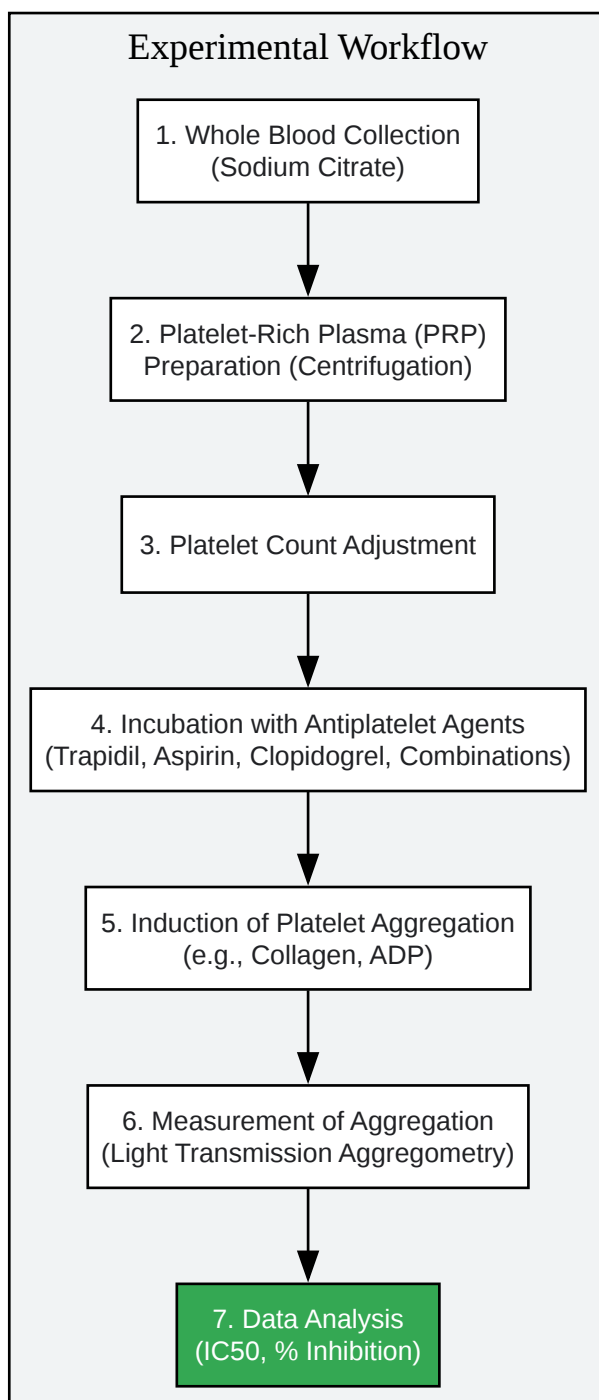 Experimental Workflow
1. Whole Blood Collection
(Sodium Citrate)
2. Platelet-Rich Plasma (PRP)
Preparation (Centrifugation)
3. Platelet Count Adjustment
4. Incubation with Antiplatelet Agents
(Trapidil, Aspirin, Clopidogrel, Combinations)
5. Induction of Platelet Aggregation
(e.g., Collagen, ADP)
6. Measurement of Aggregation
(Light Transmission Aggregometry)
7. Data Analysis
(IC50, % Inhibition)